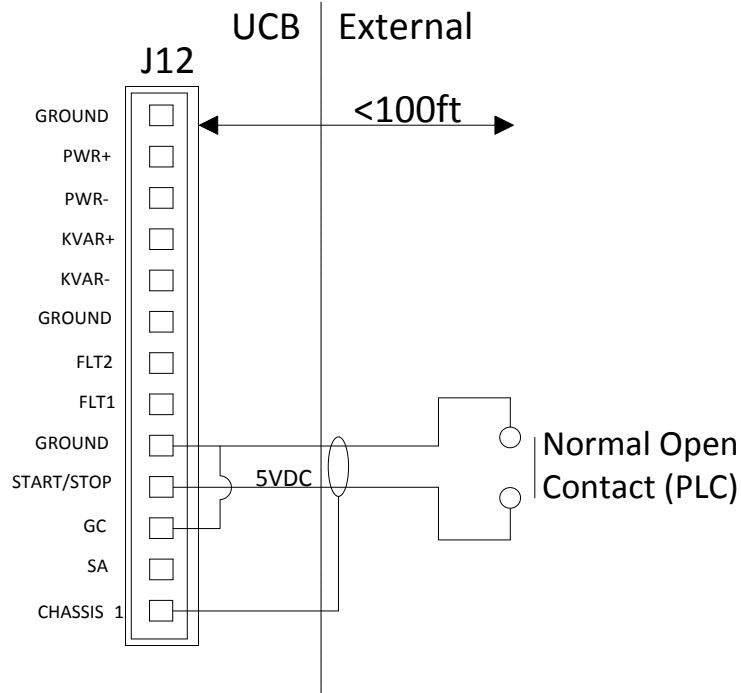 UCB
External
J12
<100ft
GROUND
PWR+
PWR-
KVAR+
KVAR-
GROUND
FLT2
FLT1
GROUND
START/STOP
5VDC
GC
SA
CHASSIS 1
Normal Open
Contact (PLC)